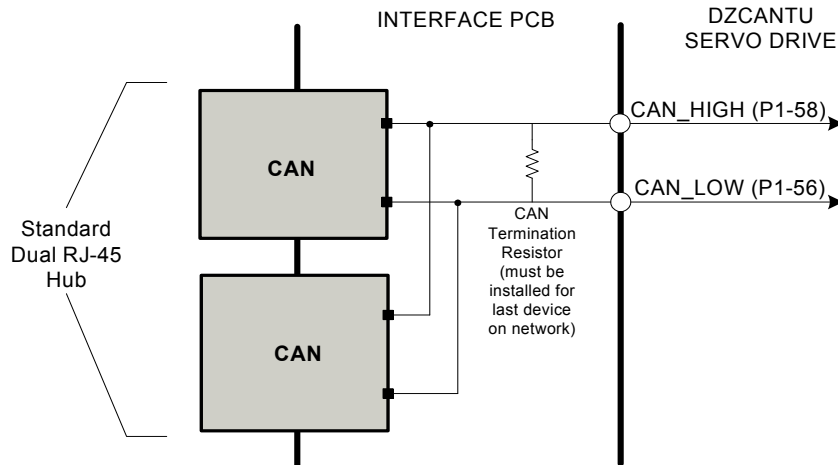 INTERFACE PCB
DZCANTU
SERVO DRIVE
CAN_HIGH (P1-58)
CAN
CAN_LOW (P1-56)
Standard
Dual RJ-45
Hub
CAN
Termination
Resistor
(must be
installed for
last device
on network)
CAN